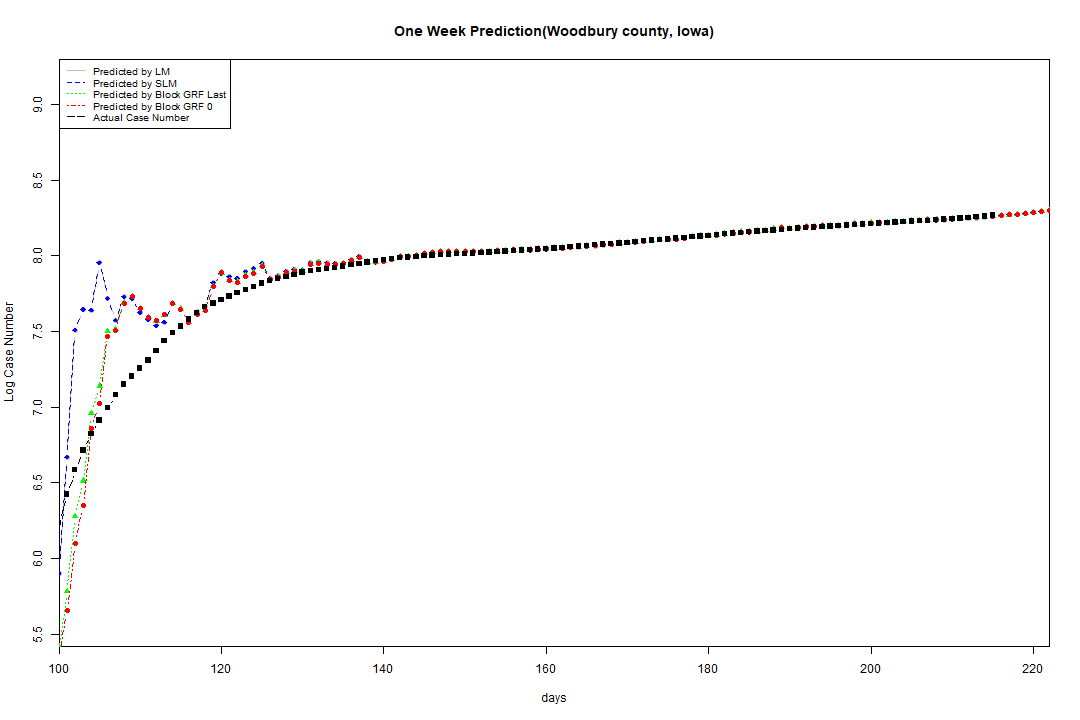 One Week Prediction(Woodbury county, Iowa)
Predicted by LM
Predicted by SLM
Predicted by Block GRF Last
Predicted by Block GRF 0
Actual Case Number
9.0
8.5
8.0
7.5
7.0
6.5
6.0
5.5
Log Case Number
100 120 140 160 180 200 220
days